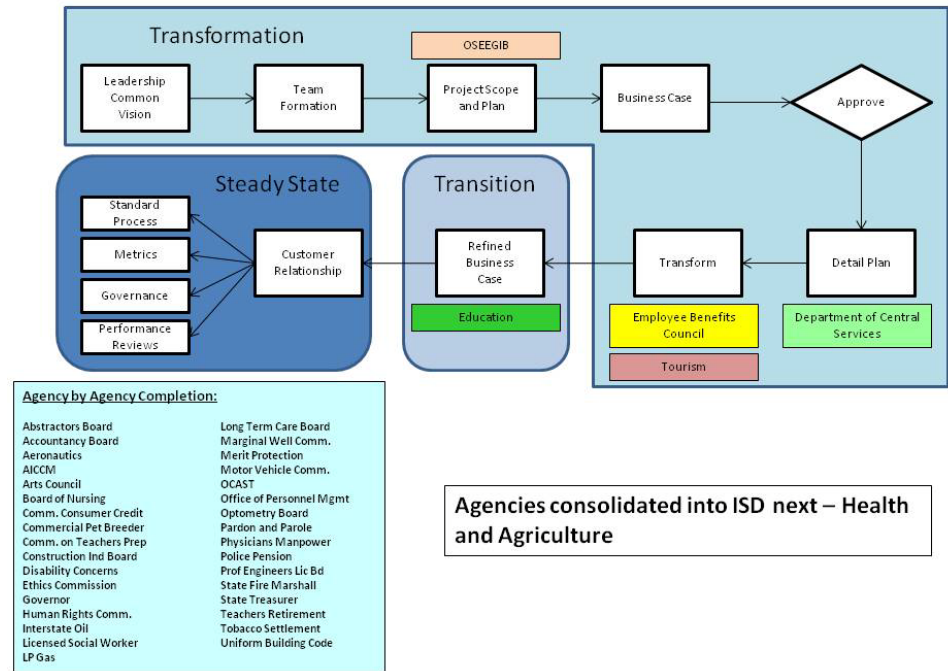 Transformation
OSEEGIB
Leadership
Common
Vision
Team
Formation
Project Scope
and Plan
Business Case
Approve
Steady State
Standard
Process
Metrics
Governance
Performance
Reviews
Customer
Relationship
Transition
Refined
Business
Case
Education
Transform
Employee Benefits
Council
Tourism
Detail Plan
Department of Central
Services
Agency by Agency Completion:
Abstractors Board
Accountancy Board
Aeronautics
AICCM
Arts Council
Board of Nursing
Comm. Consumer Credit
Commercial Pet Breeder
Comm. on Teachers Prep
Construction Ind Board
Disability Concerns
Ethics Commission
Governor
Human Rights Comm.
Interstate Oil
Licensed Social Worker
LP Gas
Long Term Care Board
Marginal Well Comm.
Merit Protection
Motor Vehicle Comm.
OCAST
Office of Personnel Mgmt
Optometry Board
Pardon and Parole
Physicians Manpower
Police Pension
Prof Engineers Lic Bd
State Fire Marshall
State Treasurer
Teachers Retirement
Tobacco Settlement
Uniform Building Code
Agencies consolidated into ISD next – Health
and Agriculture